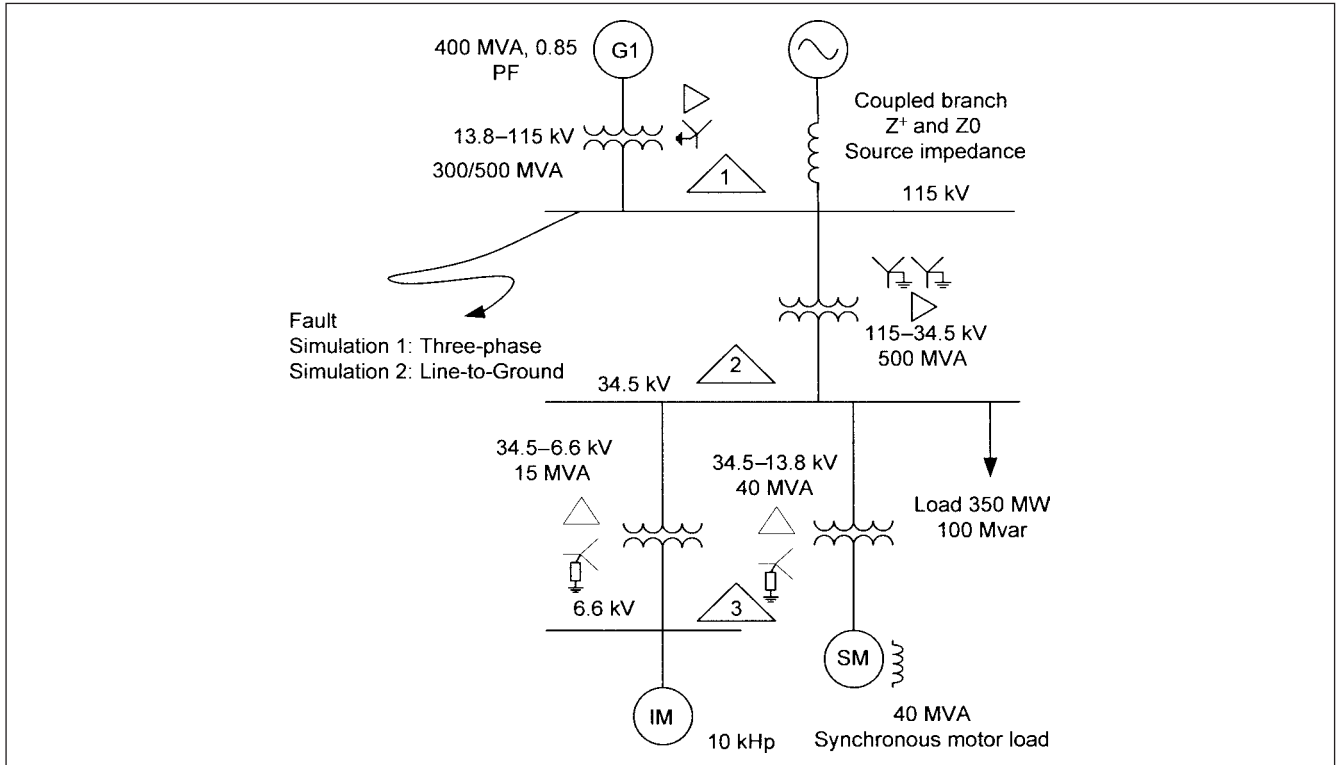 400 MVA, 0.85
PF
G1
13.8–115 kV
300/500 MVA
1
Coupled branch
Z+ and Z0
Source impedance
115 kV
Fault
Simulation 1: Three-phase
Simulation 2: Line-to-Ground
115–34.5 kV
500 MVA
2
34.5 kV
34.5–6.6 kV
15 MVA
34.5–13.8 kV
40 MVA
Load 350 MW
100 Mvar
6.6 kV
3
SM
IM
10 kHp
40 MVA
Synchronous motor load